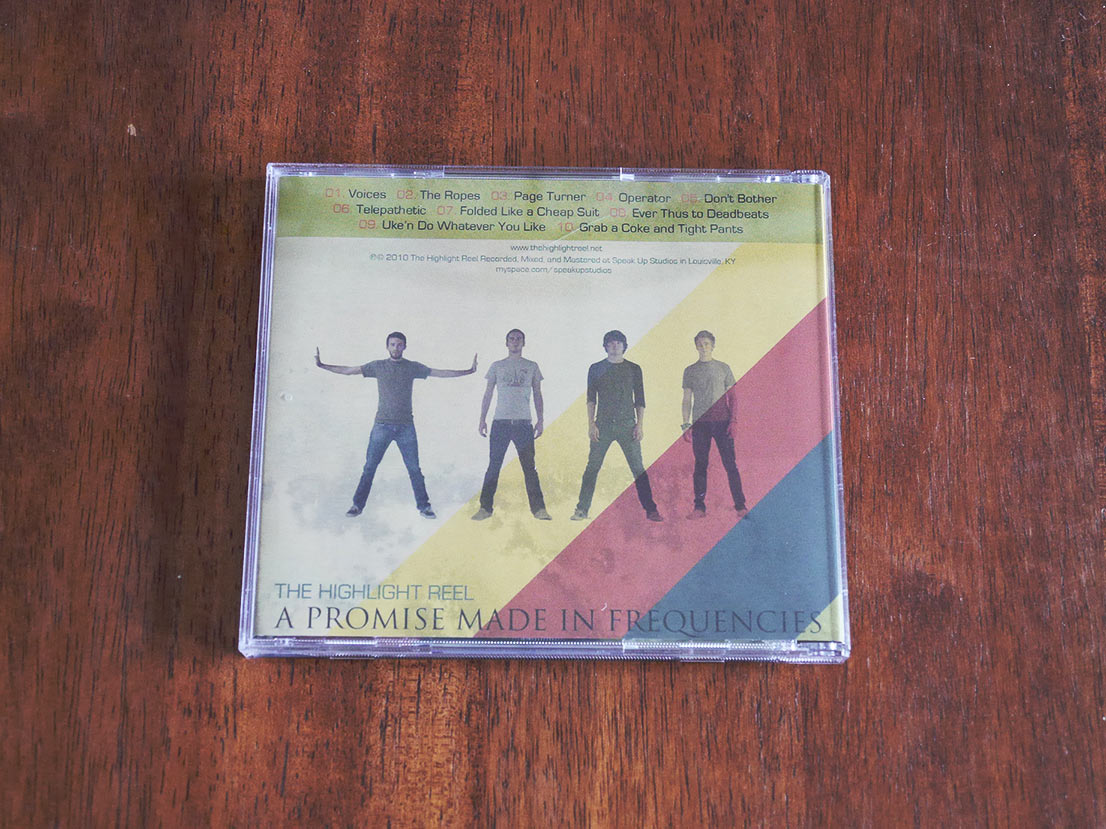 01. Voices 02. The Ropes 03. Page Turner 04. Operator 05. Don't Bother
06. Telepathetic 07. Folded Like a Cheap Suit 08. Ever Thus to Deadbeats
09. Uke'n Do Whatever You Like 10. Grab a Coke and Tight Pants
www.thehighlightreel.net
℗© 2010 The Highlight Reel Recorded, Mixed, and Mastered at Speak Up Studios in Louisville, KY
myspace.com/speakupstudios
THE HIGHLIGHT REEL
A PROMISE MADE IN FREQUENCIES